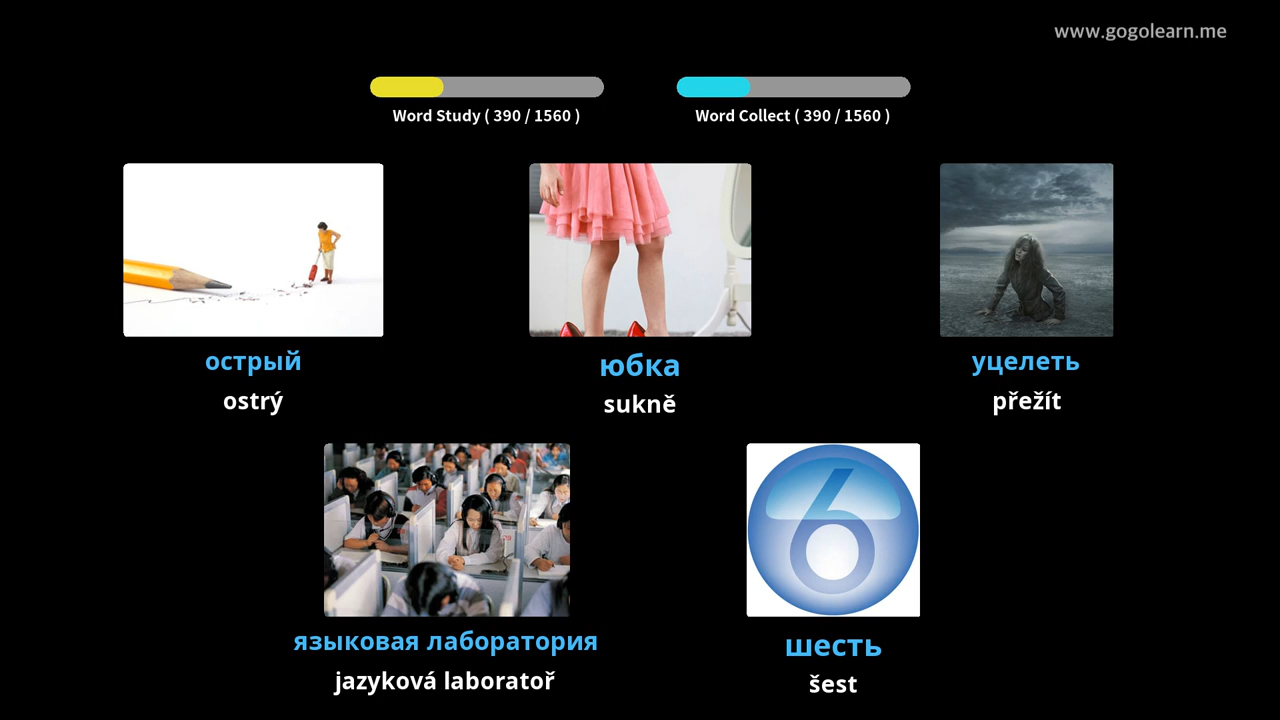 www.gogolearn.me
Word Study ( 390 / 1560 )
Word Collect ( 390 / 1560 )
острый
ostrý
юбка
sukně
уцелеть
přežít
языковая лаборатория
jazyková laboratoř
6
шесть
šest